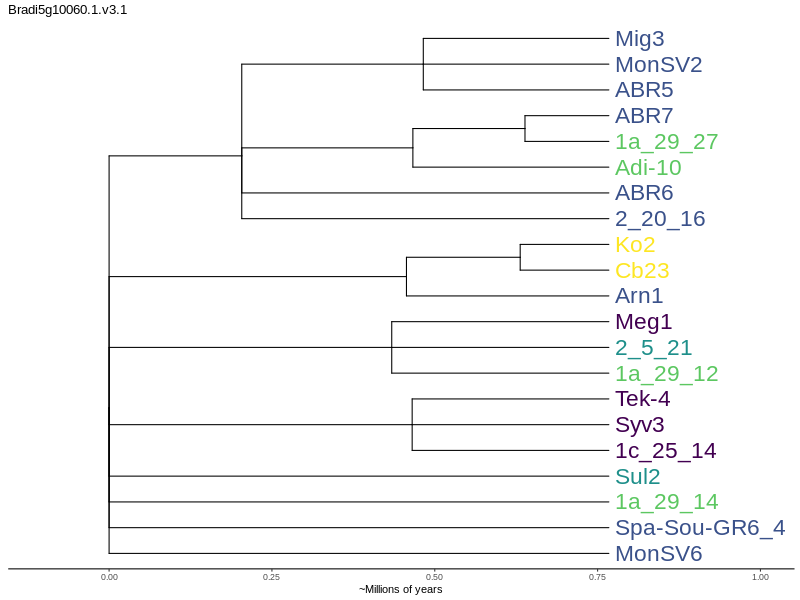 Bradi5g10060.1.v3.1
Mig3
MonSV2
ABR5
ABR7
1a_29_27
Adi-10
ABR6
2_20_16
Ko2
Cb23
Arn1
Meg1
2_5_21
1a_29_12
Tek-4
Syv3
1c_25_14
Sul2
1a_29_14
Spa-Sou-GR6_4
MonSV6
0.00 0.25 0.50 0.75 1.00
~Millions of years